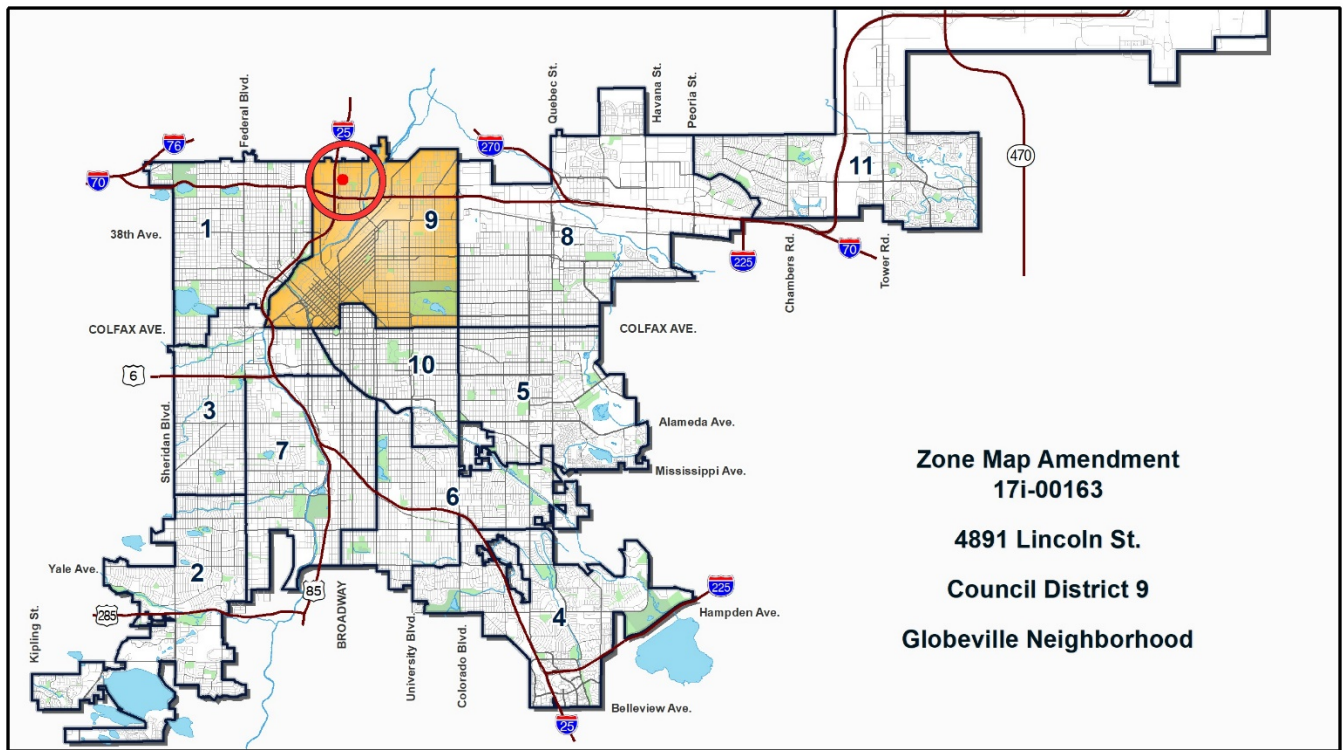 Federal Blvd.
25
76
270
Quebec St.
Havana St.
Peoria St.
470
70
11
1
9
8
38th Ave.
225
70
Chambers Rd.
Tower Rd.
COLFAX AVE.
COLFAX AVE.
6
10
5
3
Sheridan Blvd.
7
Alameda Ave.
Mississippi Ave.
6
Zone Map Amendment
17i-00163
4891 Lincoln St.
Council District 9
Globeville Neighborhood
Yale Ave.
2
85
285
Kipling St.
BROADWAY
University Blvd.
Colorado Blvd.
4
225
Hampden Ave.
Belleview Ave.
25